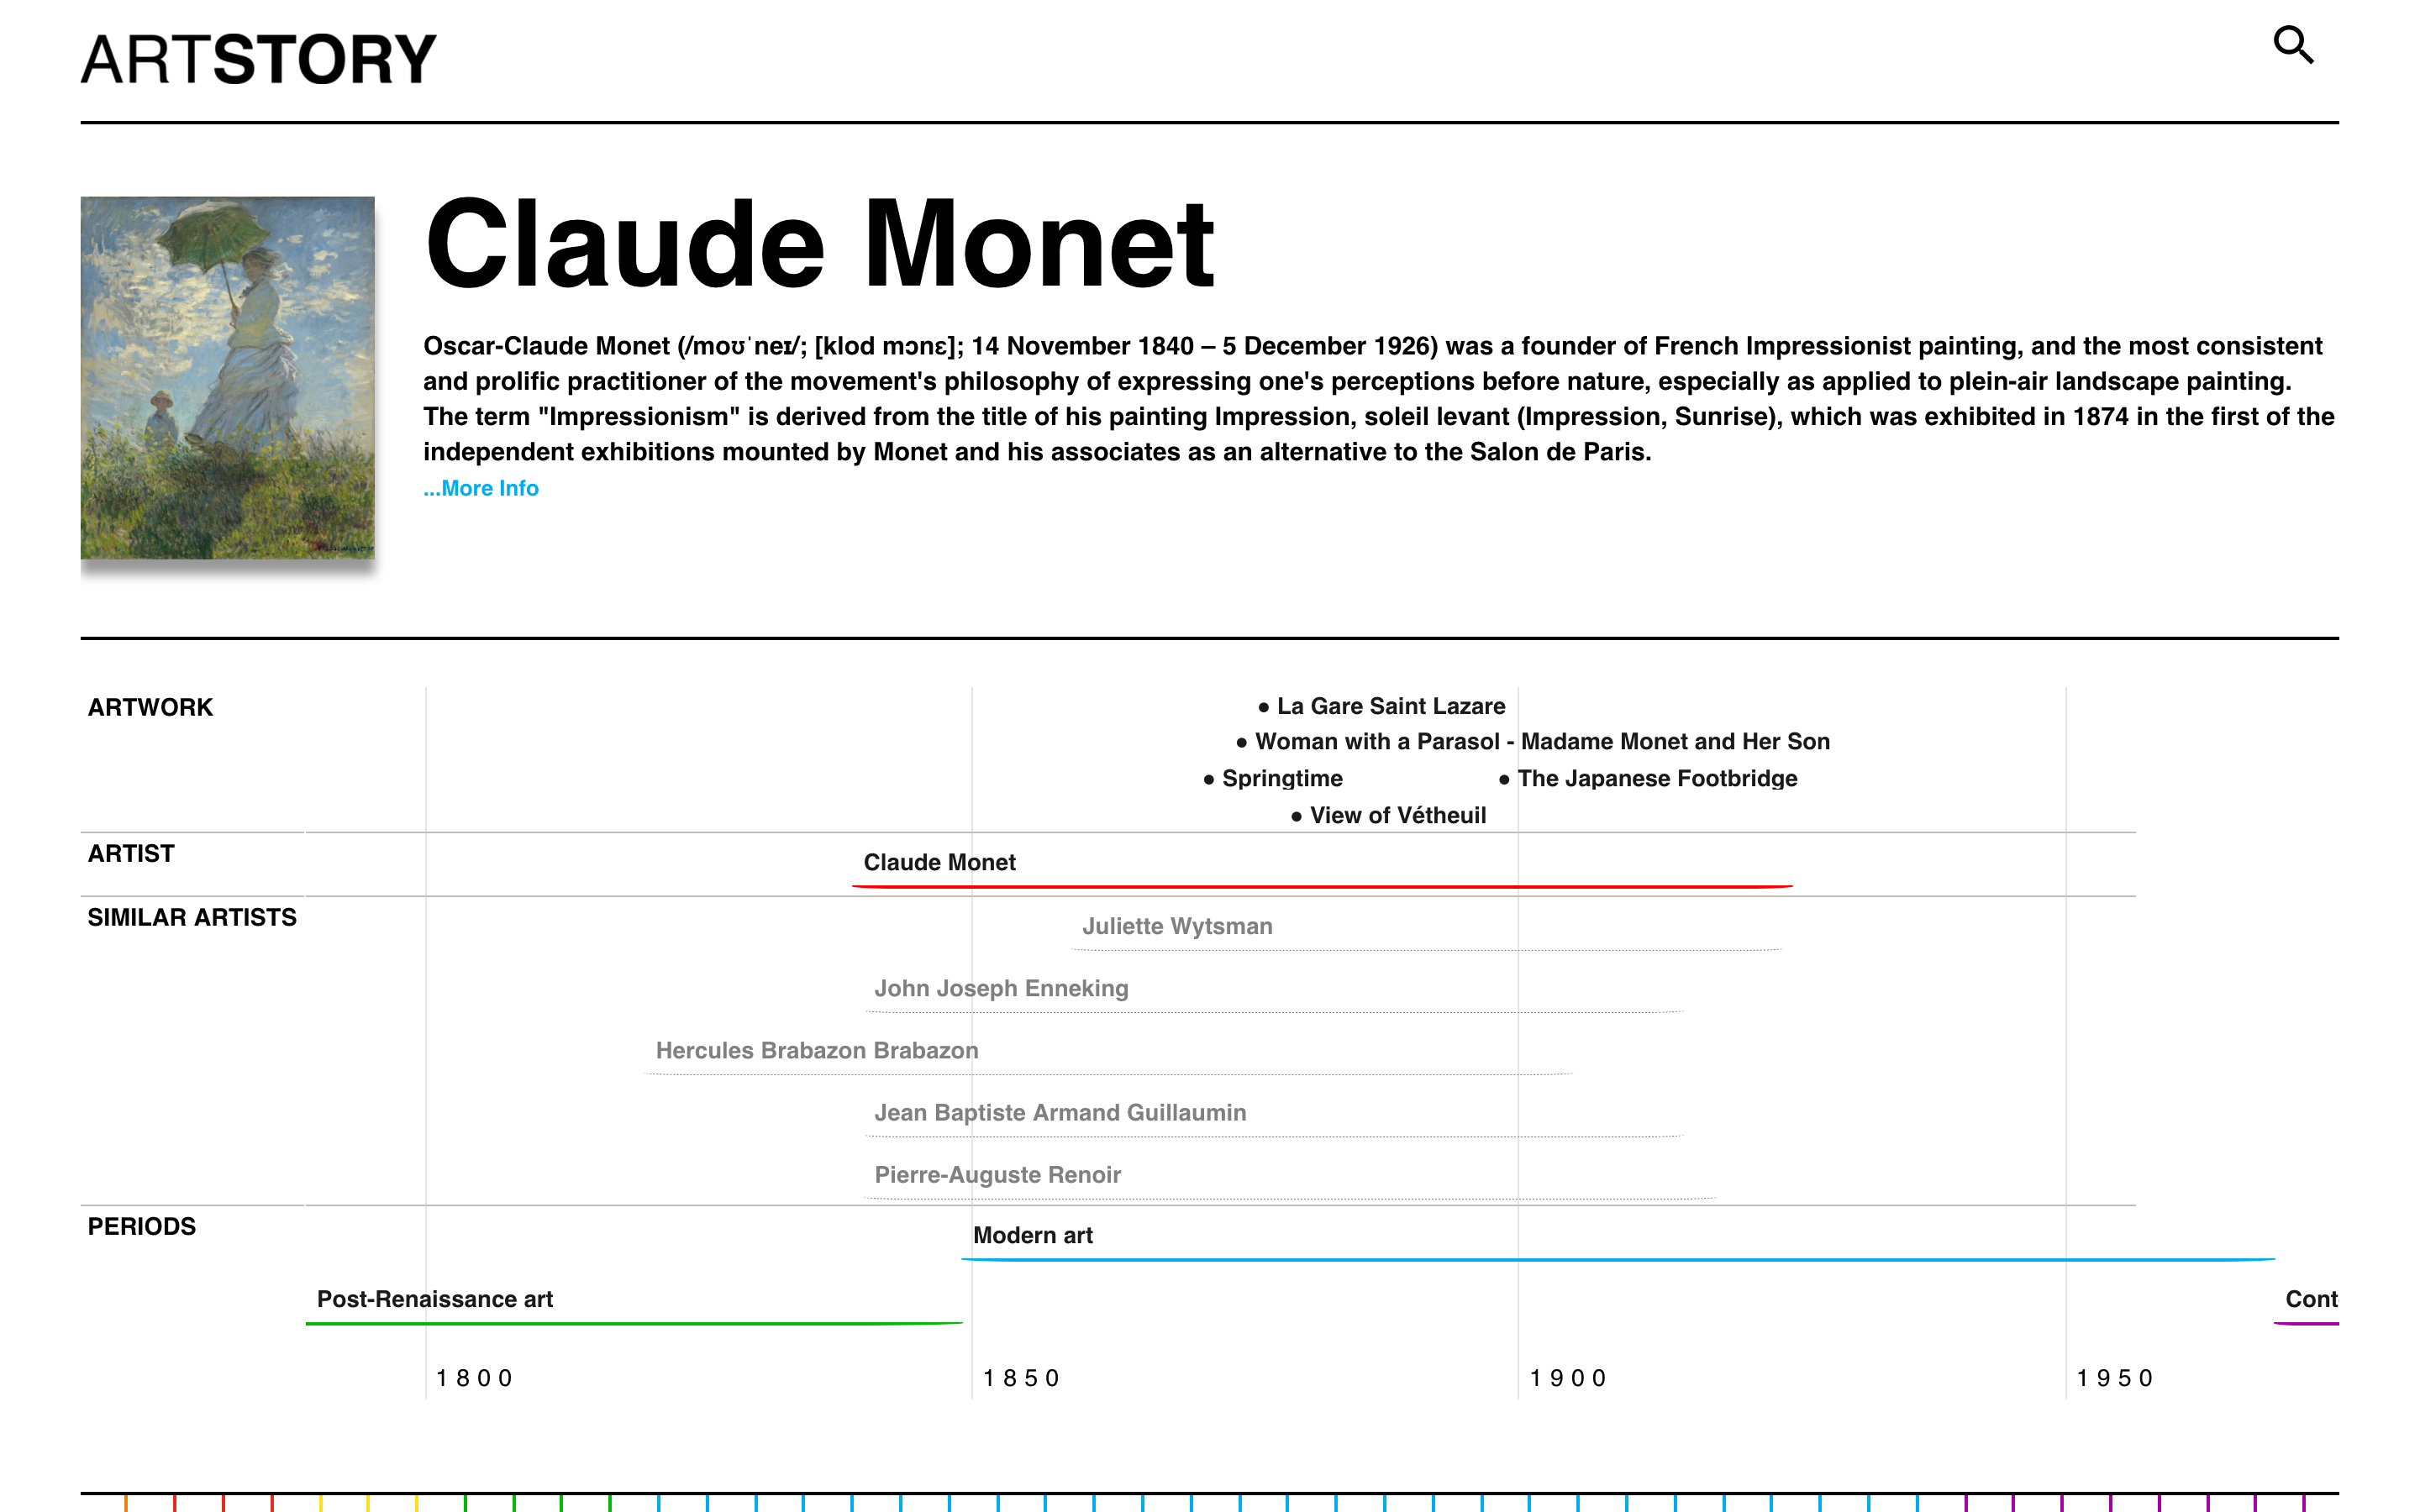 ARTSTORY
Claude Monet
Oscar-Claude Monet (/moʊˈneɪ/; [klod mɔnɛ]; 14 November 1840 – 5 December 1926) was a founder of French Impressionist painting, and the most consistent
and prolific practitioner of the movement's philosophy of expressing one's perceptions before nature, especially as applied to plein-air landscape painting.
The term "Impressionism" is derived from the title of his painting Impression, soleil levant (Impression, Sunrise), which was exhibited in 1874 in the first of the
independent exhibitions mounted by Monet and his associates as an alternative to the Salon de Paris.
...More Info
ARTWORK
● La Gare Saint Lazare
● Woman with a Parasol - Madame Monet and Her Son
● Springtime
● The Japanese Footbridge
● View of Vétheuil
ARTIST
Claude Monet
SIMILAR ARTISTS
Juliette Wytsman
John Joseph Enneking
Hercules Brabazon Brabazon
Jean Baptiste Armand Guillaumin
Pierre-Auguste Renoir
PERIODS
Modern art
Post-Renaissance art
Cont
1800
1850
1900
1950